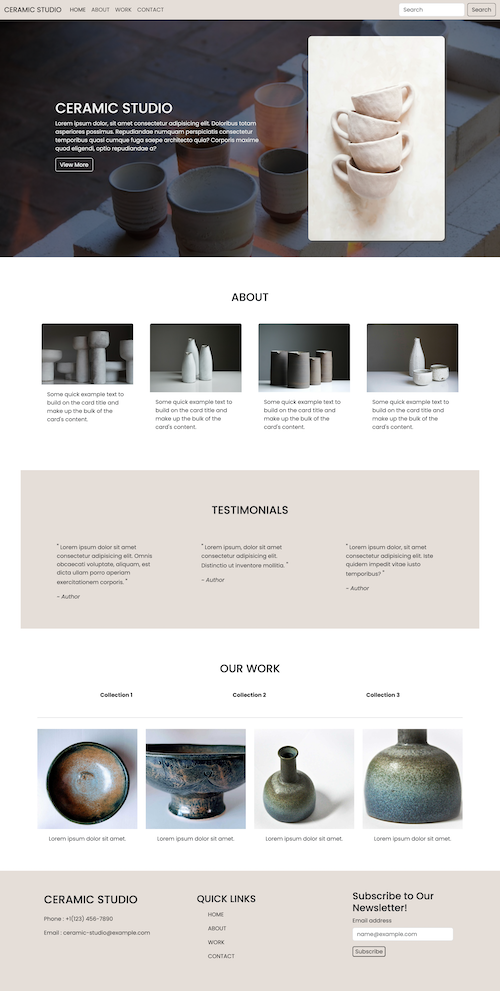 CERAMIC STUDIO HOME ABOUT WORK CONTACT Search Search
CERAMIC STUDIO
Lorem ipsum dolor, sit amet consectetur adipisicing elit. Doloribus totam
asperiores possimus. Repudiandae numquam perspiciatis consectetur
temporibus quasi cumque fuga saepe architecto quia? Corporis maxime
quod eligendi, optio repudiandae a?
View More
ABOUT
Some quick example text to
build on the card title and
make up the bulk of the
card's content.
Some quick example text to
build on the card title and
make up the bulk of the
card's content.
Some quick example text to
build on the card title and
make up the bulk of the
card's content.
Some quick example text to
build on the card title and
make up the bulk of the
card's content.
TESTIMONIALS
" Lorem ipsum dolor sit amet
consectetur adipisicing elit. Omnis
obcaecati voluptate, aliquam, est
dicta ullam porro aperiam
exercitationem corporis. "
- Author
" Lorem ipsum, dolor sit amet
consectetur adipisicing elit.
Distinctio ut inventore mollitia. "
- Author
" Lorem ipsum dolor sit amet
consectetur adipisicing elit. Iste
quidem impedit vitae iusto
temporibus? "
- Author
OUR WORK
Collection 1 Collection 2 Collection 3
Lorem ipsum dolor sit amet.
Lorem ipsum dolor sit amet.
Lorem ipsum dolor sit amet.
Lorem ipsum dolor sit amet.
CERAMIC STUDIO
Phone : +1(123) 456-7890
Email : ceramic-studio@example.com
QUICK LINKS
HOME
ABOUT
WORK
CONTACT
Subscribe to Our
Newsletter!
Email address
name@example.com
Subscribe